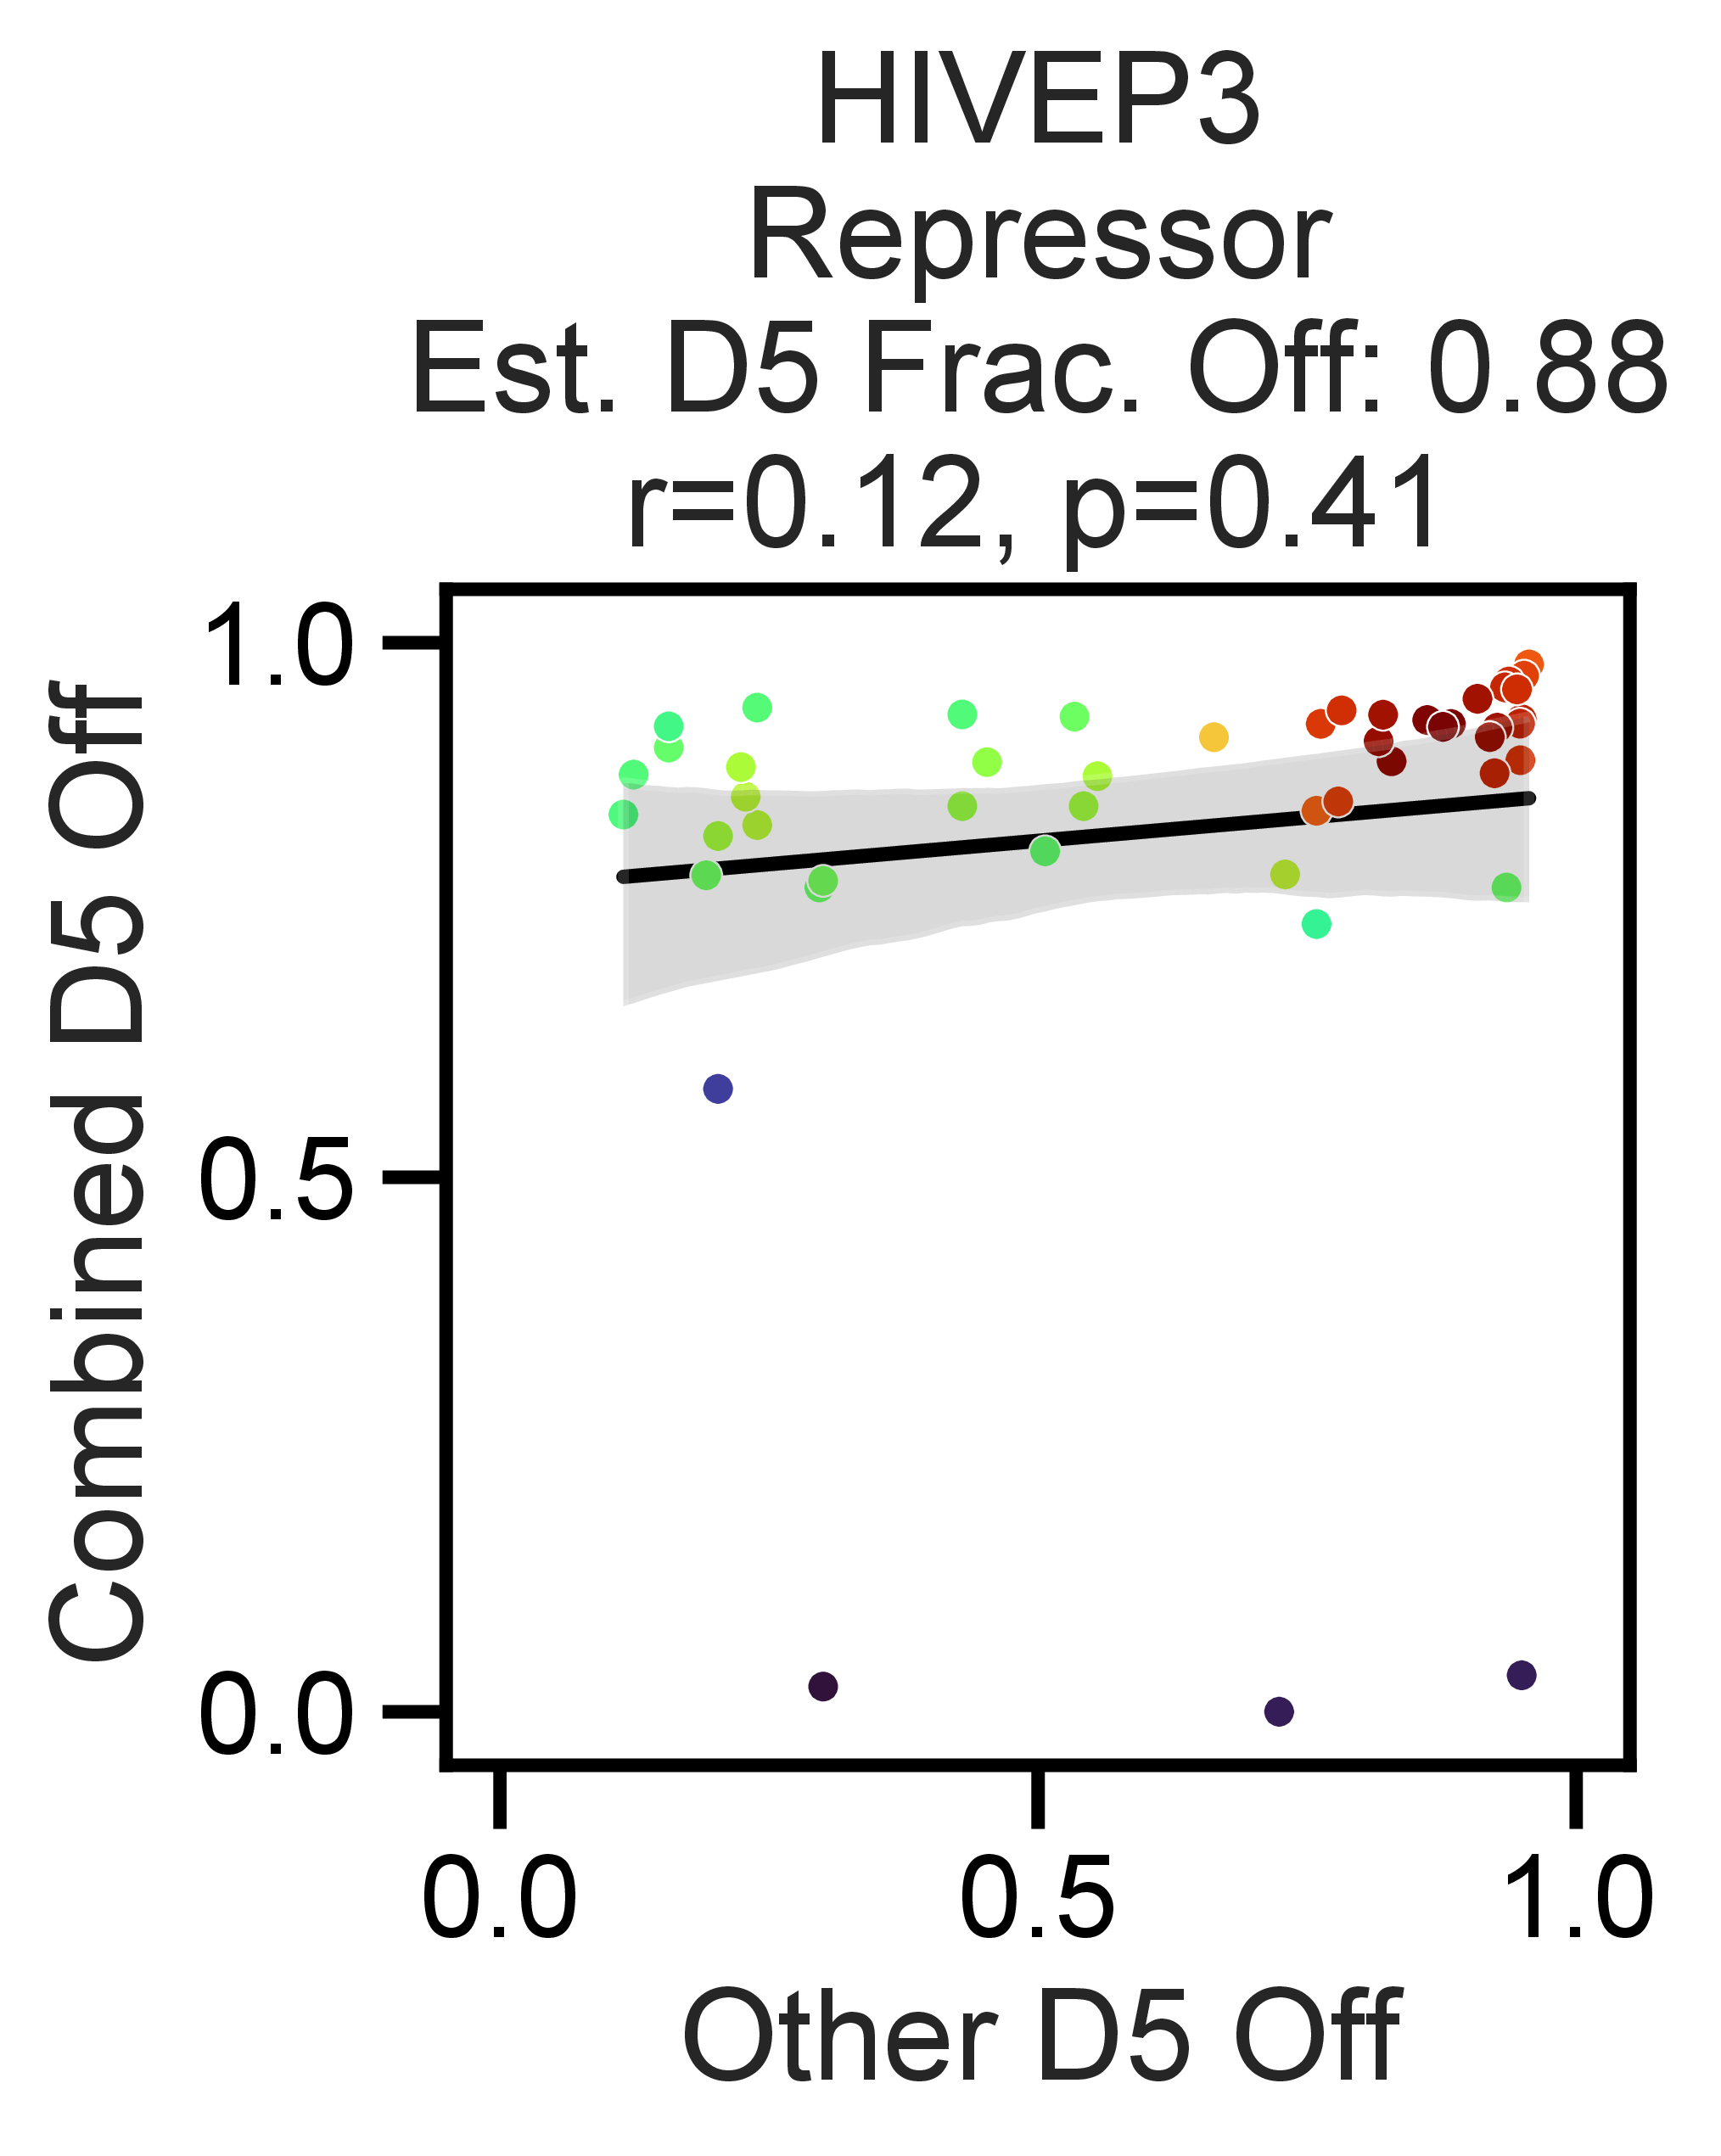 HIVEP3
Repressor
Est. D5 Frac. Off: 0.88
r=0.12, p=0.41
Combined D5 Off
1.0
0.5
0.0
0.0
0.5
1.0
Other D5 Off